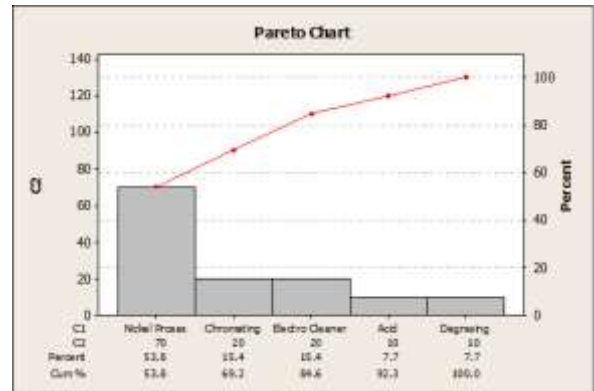 Pareto Chart
140
120
100
80
60
40
20
0
C2
100
80
60
40
20
0
Percent
C1 Nickel Proses Chromating Electro Cleaner Acid Degreasing
C2 70 20 20 10 10
Percent 53.8 15.4 15.4 7.7 7.7
Cum % 53.8 69.2 84.6 92.3 100.0